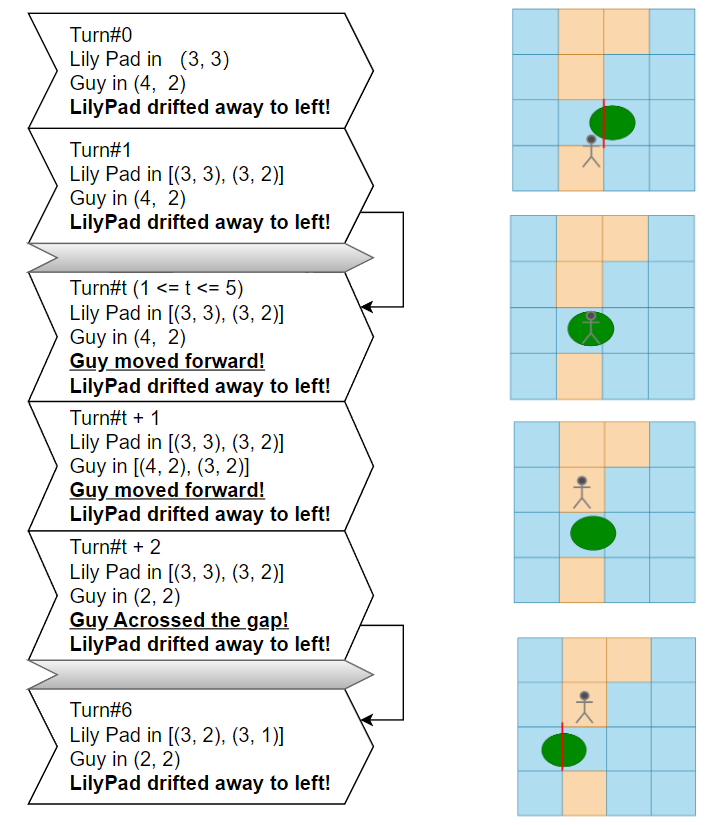 Turn#0
Lily Pad in (3, 3)
Guy in (4, 2)
LilyPad drifted away to left!
Turn#1
Lily Pad in [(3, 3), (3, 2)]
Guy in (4, 2)
LilyPad drifted away to left!
Turn#t (1 <= t <= 5)
Lily Pad in [(3, 3), (3, 2)]
Guy in (4, 2)
Guy moved forward!
LilyPad drifted away to left!
Turn#t + 1
Lily Pad in [(3, 3), (3, 2)]
Guy in [(4, 2), (3, 2)]
Guy moved forward!
LilyPad drifted away to left!
Turn#t + 2
Lily Pad in [(3, 3), (3, 2)]
Guy in (2, 2)
Guy Acrossed the gap!
LilyPad drifted away to left!
Turn#6
Lily Pad in [(3, 2), (3, 1)]
Guy in (2, 2)
LilyPad drifted away to left!